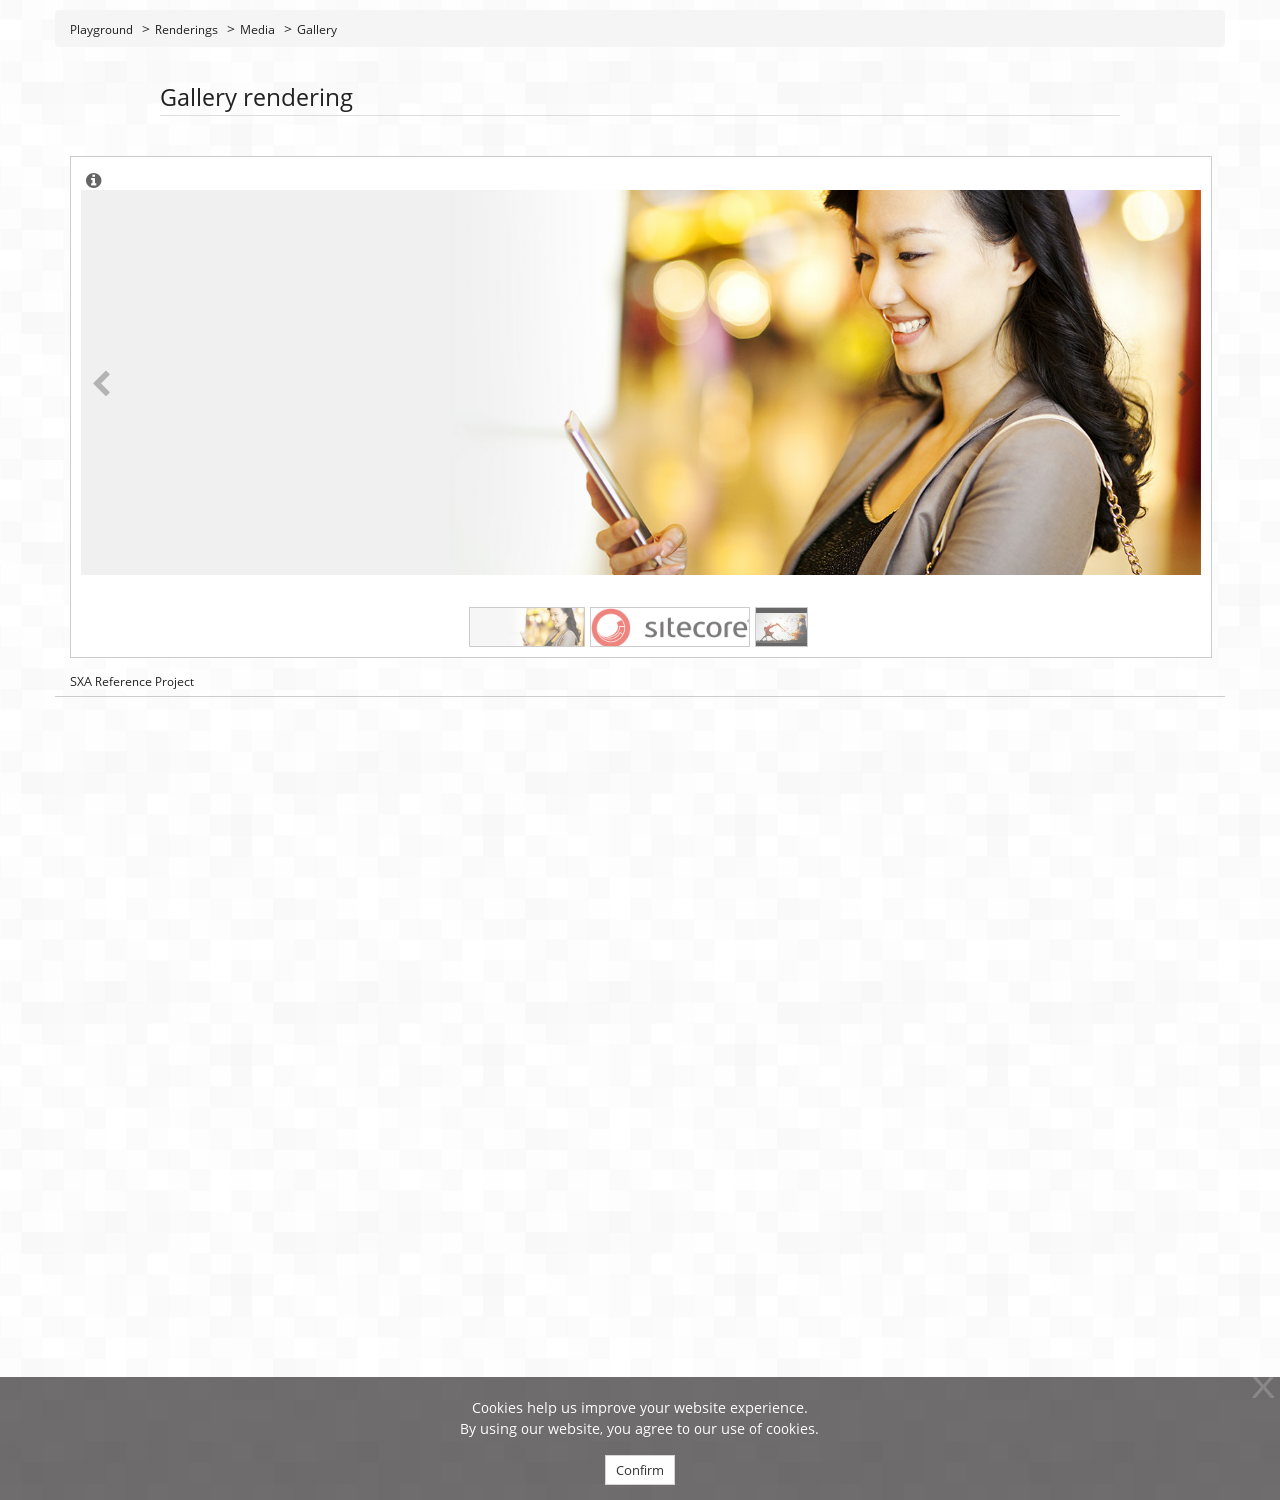 Playground > Renderings > Media > Gallery
Gallery rendering
sitecore
SXA Reference Project
Cookies help us improve your website experience.
By using our website, you agree to our use of cookies.
Confirm